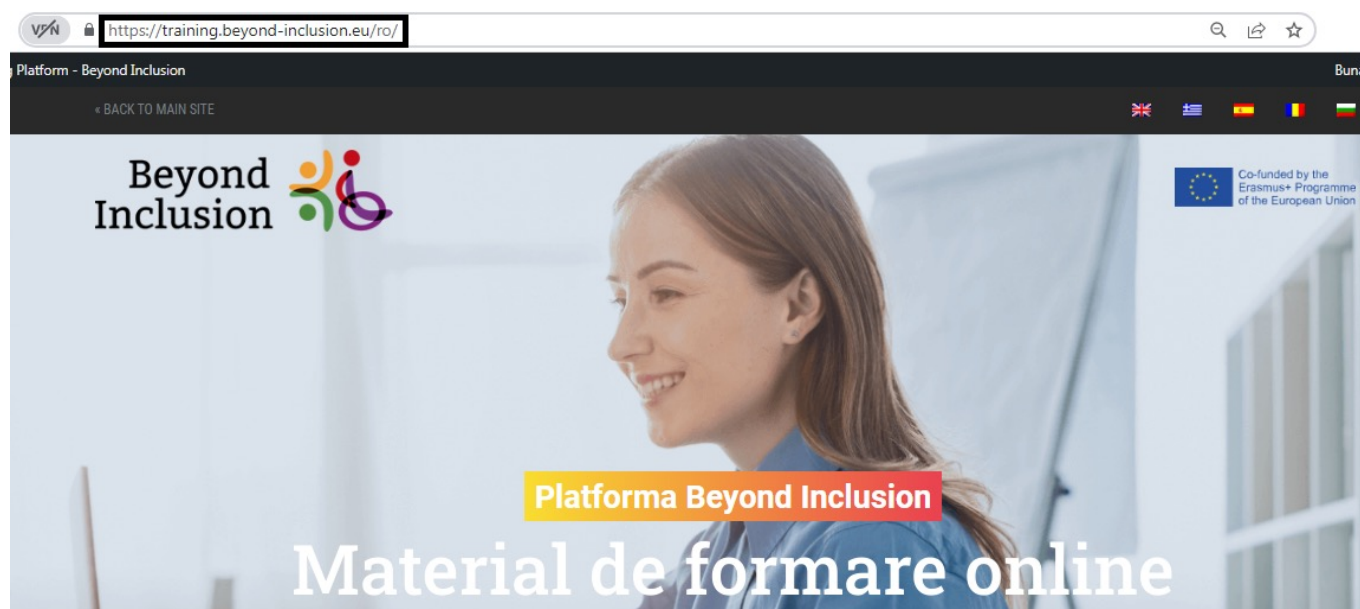 VPN
https://training.beyond-inclusion.eu/ro/
Platform - Beyond Inclusion
« BACK TO MAIN SITE
Beyond
Inclusion
Co-funded by the
Erasmus+ Programme
of the European Union
Platforma Beyond Inclusion
Material de formare online